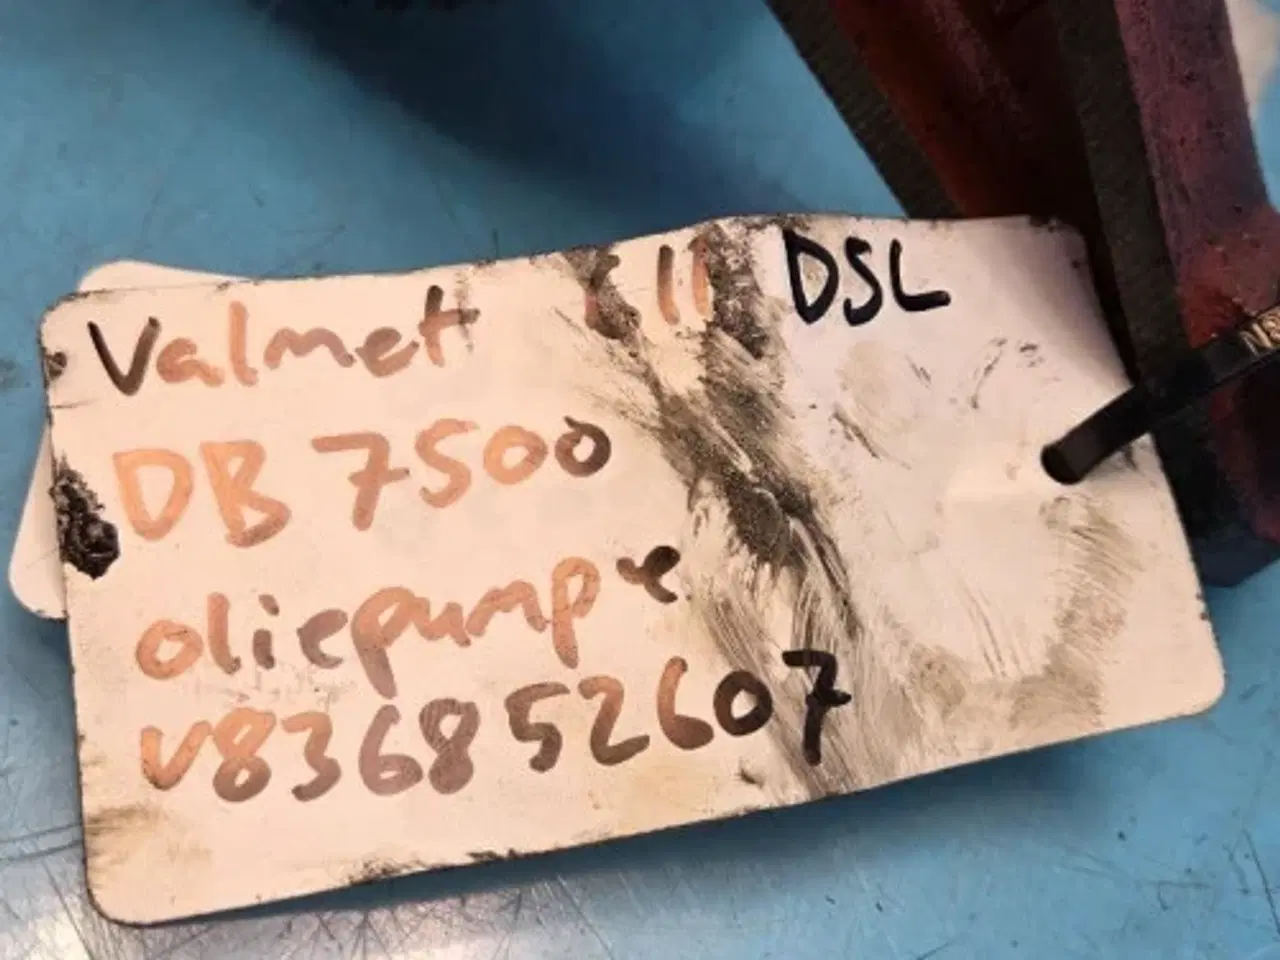 Valmet 611 DSL
DB 7500
oliepumpe
V836852607